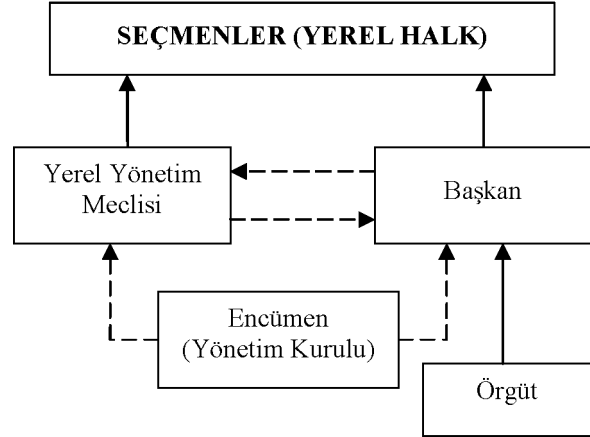 SEÇMENLER (YEREL HALK)
Yerel Yönetim
Meclisi
Başkan
Encümen
(Yönetim Kurulu)
Örgüt